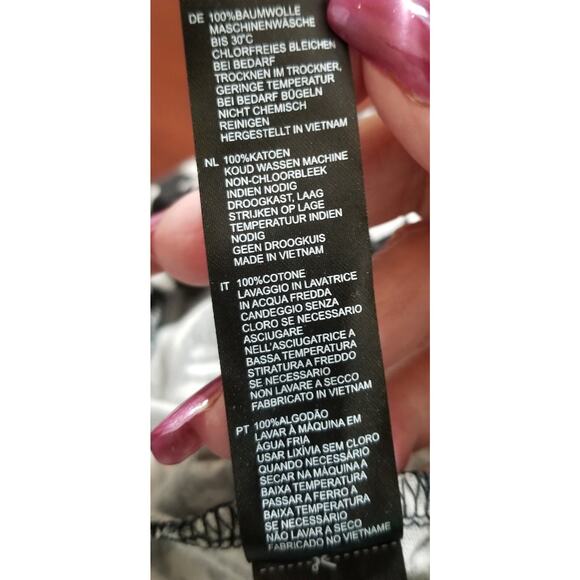 DE 100%BAUMWOLLE
MASCHINENWÄSCHE
BIS 30°C
CHLORFREIES BLEICHEN
BEI BEDARF
TROCKNEN IM TROCKNER,
GERINGE TEMPERATUR
BEI BEDARF BÜGELN
NICHT CHEMISCH
REINIGEN
HERGESTELLT IN VIETNAM
NL 100%KATOEN
KOUD WASSEN MACHINE
NON-CHLOORBLEEK
INDIEN NODIG
DROOGKAST, LAAG
STRIJKEN OP LAGE
TEMPERATUUR INDIEN
NODIG
GEEN DROOGKUIS
MADE IN VIETNAM
IT 100%COTONE
LAVAGGIO IN LAVATRICE
IN ACQUA FREDDA
CANDEGGIO SENZA
CLORO SE NECESSARIO
ASCIUGARE
NELL'ASCIUGATRICE A
BASSA TEMPERATURA
STIRATURA A FREDDO
SE NECESSARIO
NON LAVARE A SECCO
FABBRICATO IN VIETNAM
PT 100%ALGODÃO
LAVAR À MÁQUINA EM
ÁGUA FRIA
USAR LIXÍVIA SEM CLORO
QUANDO NECESSÁRIO
SECAR NA MÁQUINA A
BAIXA TEMPERATURA
PASSAR A FERRO A
BAIXA TEMPERATURA
SE NECESSÁRIO
NÃO LAVAR A SECO
FABRICADO NO VIETNAME